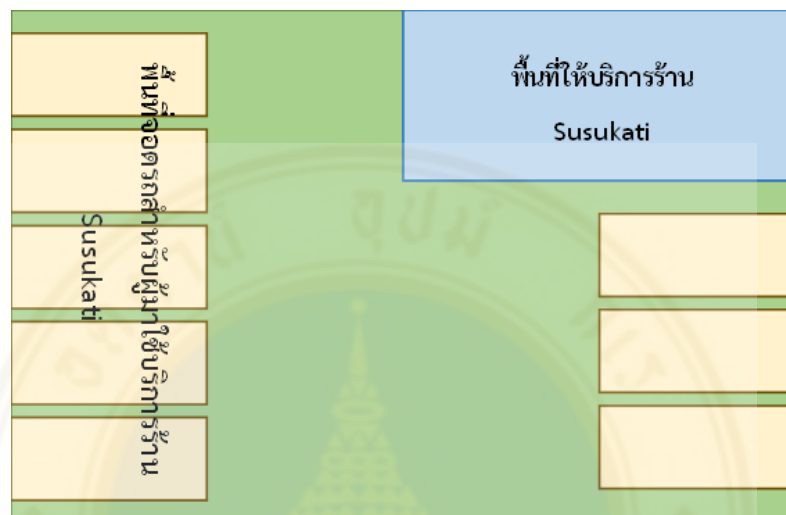 พื้นที่ให้บริการร้าน
Susukati
พื้นที่จอดรถสำหรับผู้มาใช้บริการร้าน
Susukati